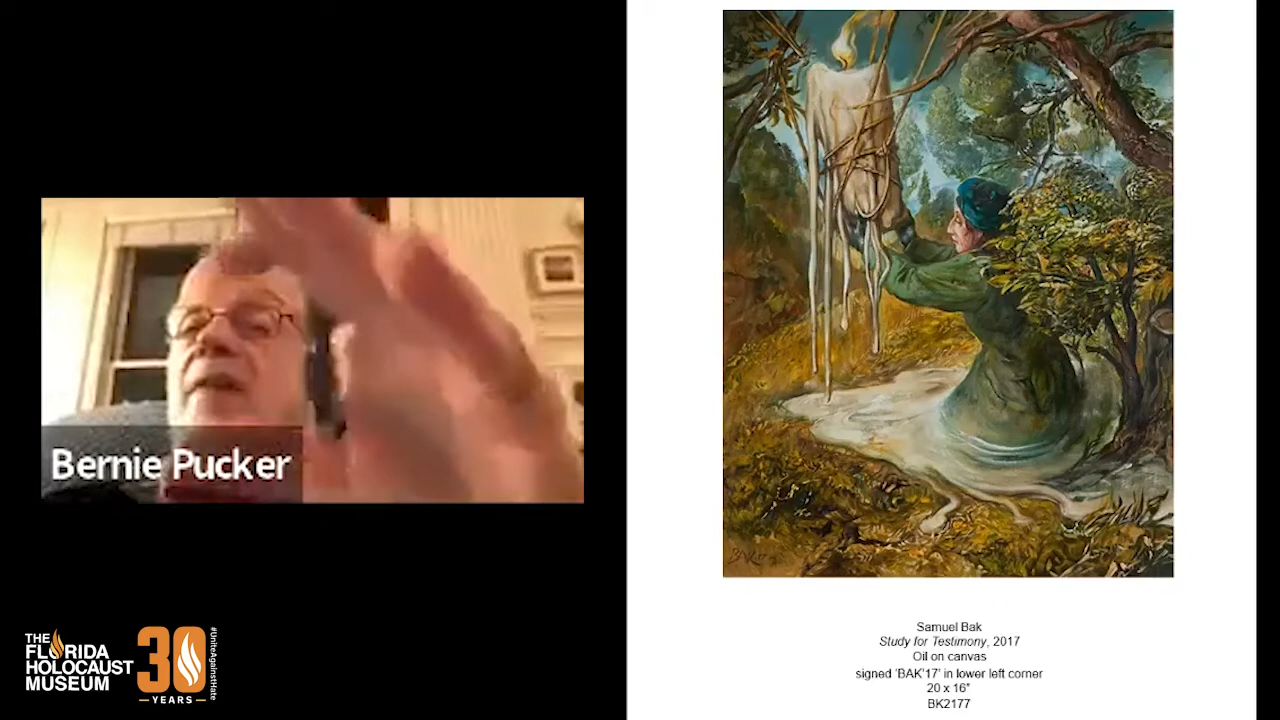 Bernie Pucker
THE
FLORIDA
HOLOCAUST
MUSEUM
30
YEARS
#UniteAgainstHate
BAK 17
Samuel Bak
Study for Testimony, 2017
Oil on canvas
signed 'BAK'17' in lower left corner
20 x 16"
BK2177